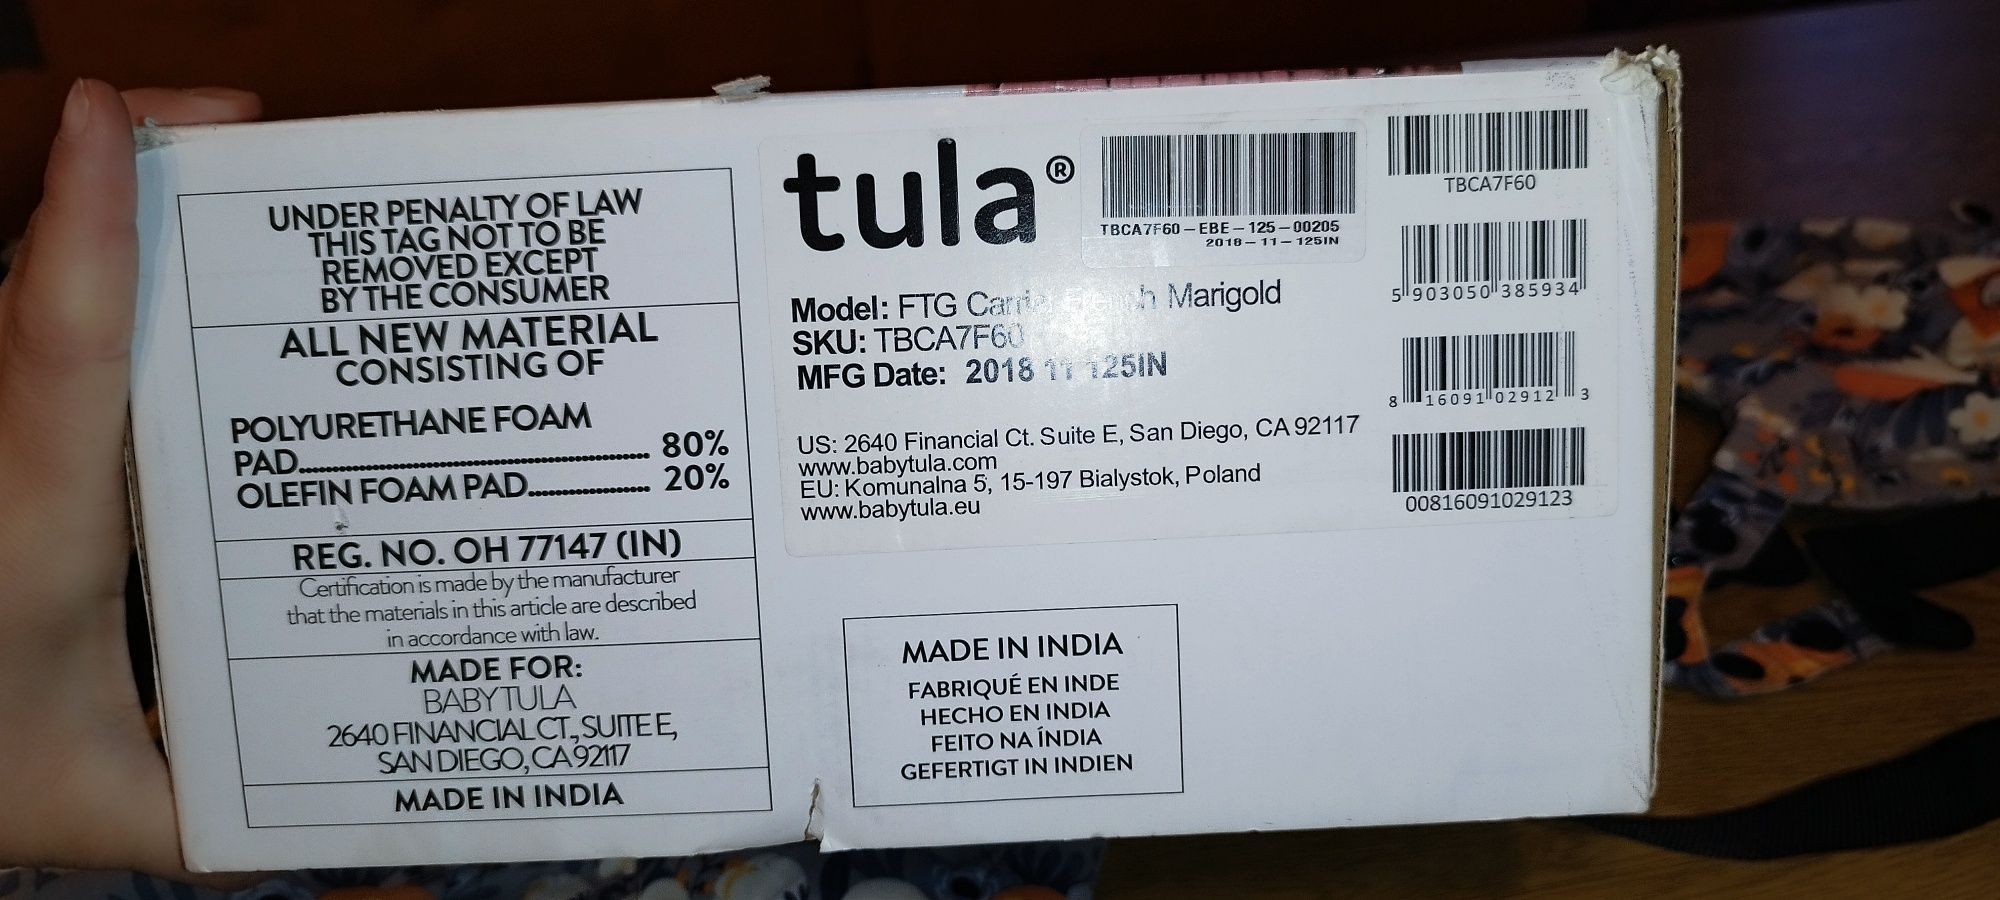 UNDER PENALTY OF LAW
THIS TAG NOT TO BE
REMOVED EXCEPT
BY THE CONSUMER
ALL NEW MATERIAL
CONSISTING OF
POLYURETHANE FOAM
PAD.................................................. 80%
OLEFIN FOAM PAD.................. 20%
REG. NO. OH 77147 (IN)
Certification is made by the manufacturer
that the materials in this article are described
in accordance with law.
MADE FOR:
BABYTULA
2640 FINANCIAL CT., SUITE E,
SAN DIEGO, CA 92117
MADE IN INDIA
tula®
TBCA7F60-EBE-125-00205
2018-11-125IN
Model: FTG Marigold
SKU: TBCA7F60
MFG Date: 2018 11 125IN
US: 2640 Financial Ct. Suite E, San Diego, CA 92117
www.babytula.com
EU: Komunalna 5, 15-197 Bialystok, Poland
www.babytula.eu
TBCA7F60
5 903050 385934
8 16091 02912 3
00816091029123
MADE IN INDIA
FABRIQUÉ EN INDE
HECHO EN INDIA
FEITO NA ÍNDIA
GEFERTIGT IN INDIEN